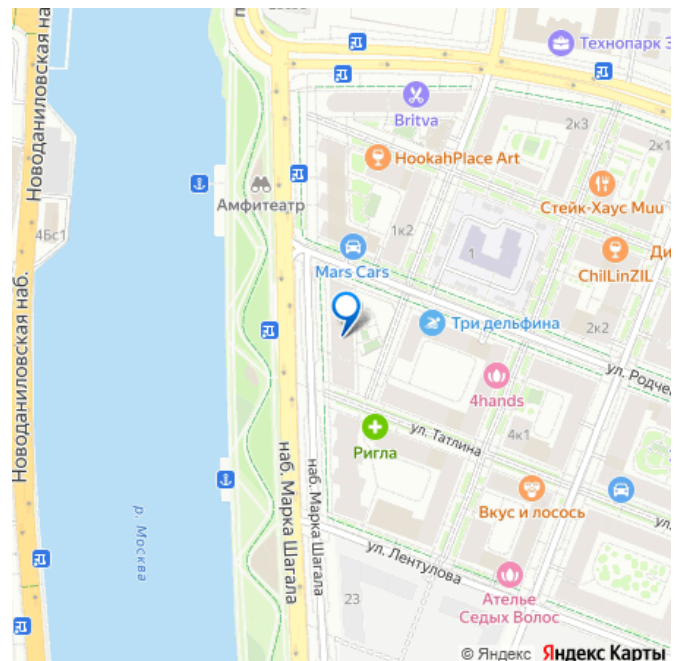 Новоданиловская на
Технопарк З
Britva
2к3
2к1
HookahPlace Art
Стейк-Хаус Muu
Амфитеатр
4Бс1
1к2
1
Ди
ChilLinZIL
Mars Cars
Новоданиловская наб.
Три дельфина
2к2
ул. Родче
4hands
ул. Татлина
4к1
Ригла
наб. Марка Шагала
наб. Марка Шагала
р. Москва
Вкус и лосось
ул.
ул. Лентулова
23
Ателье
Седых Волос
© Яндекс Яндекс Карты